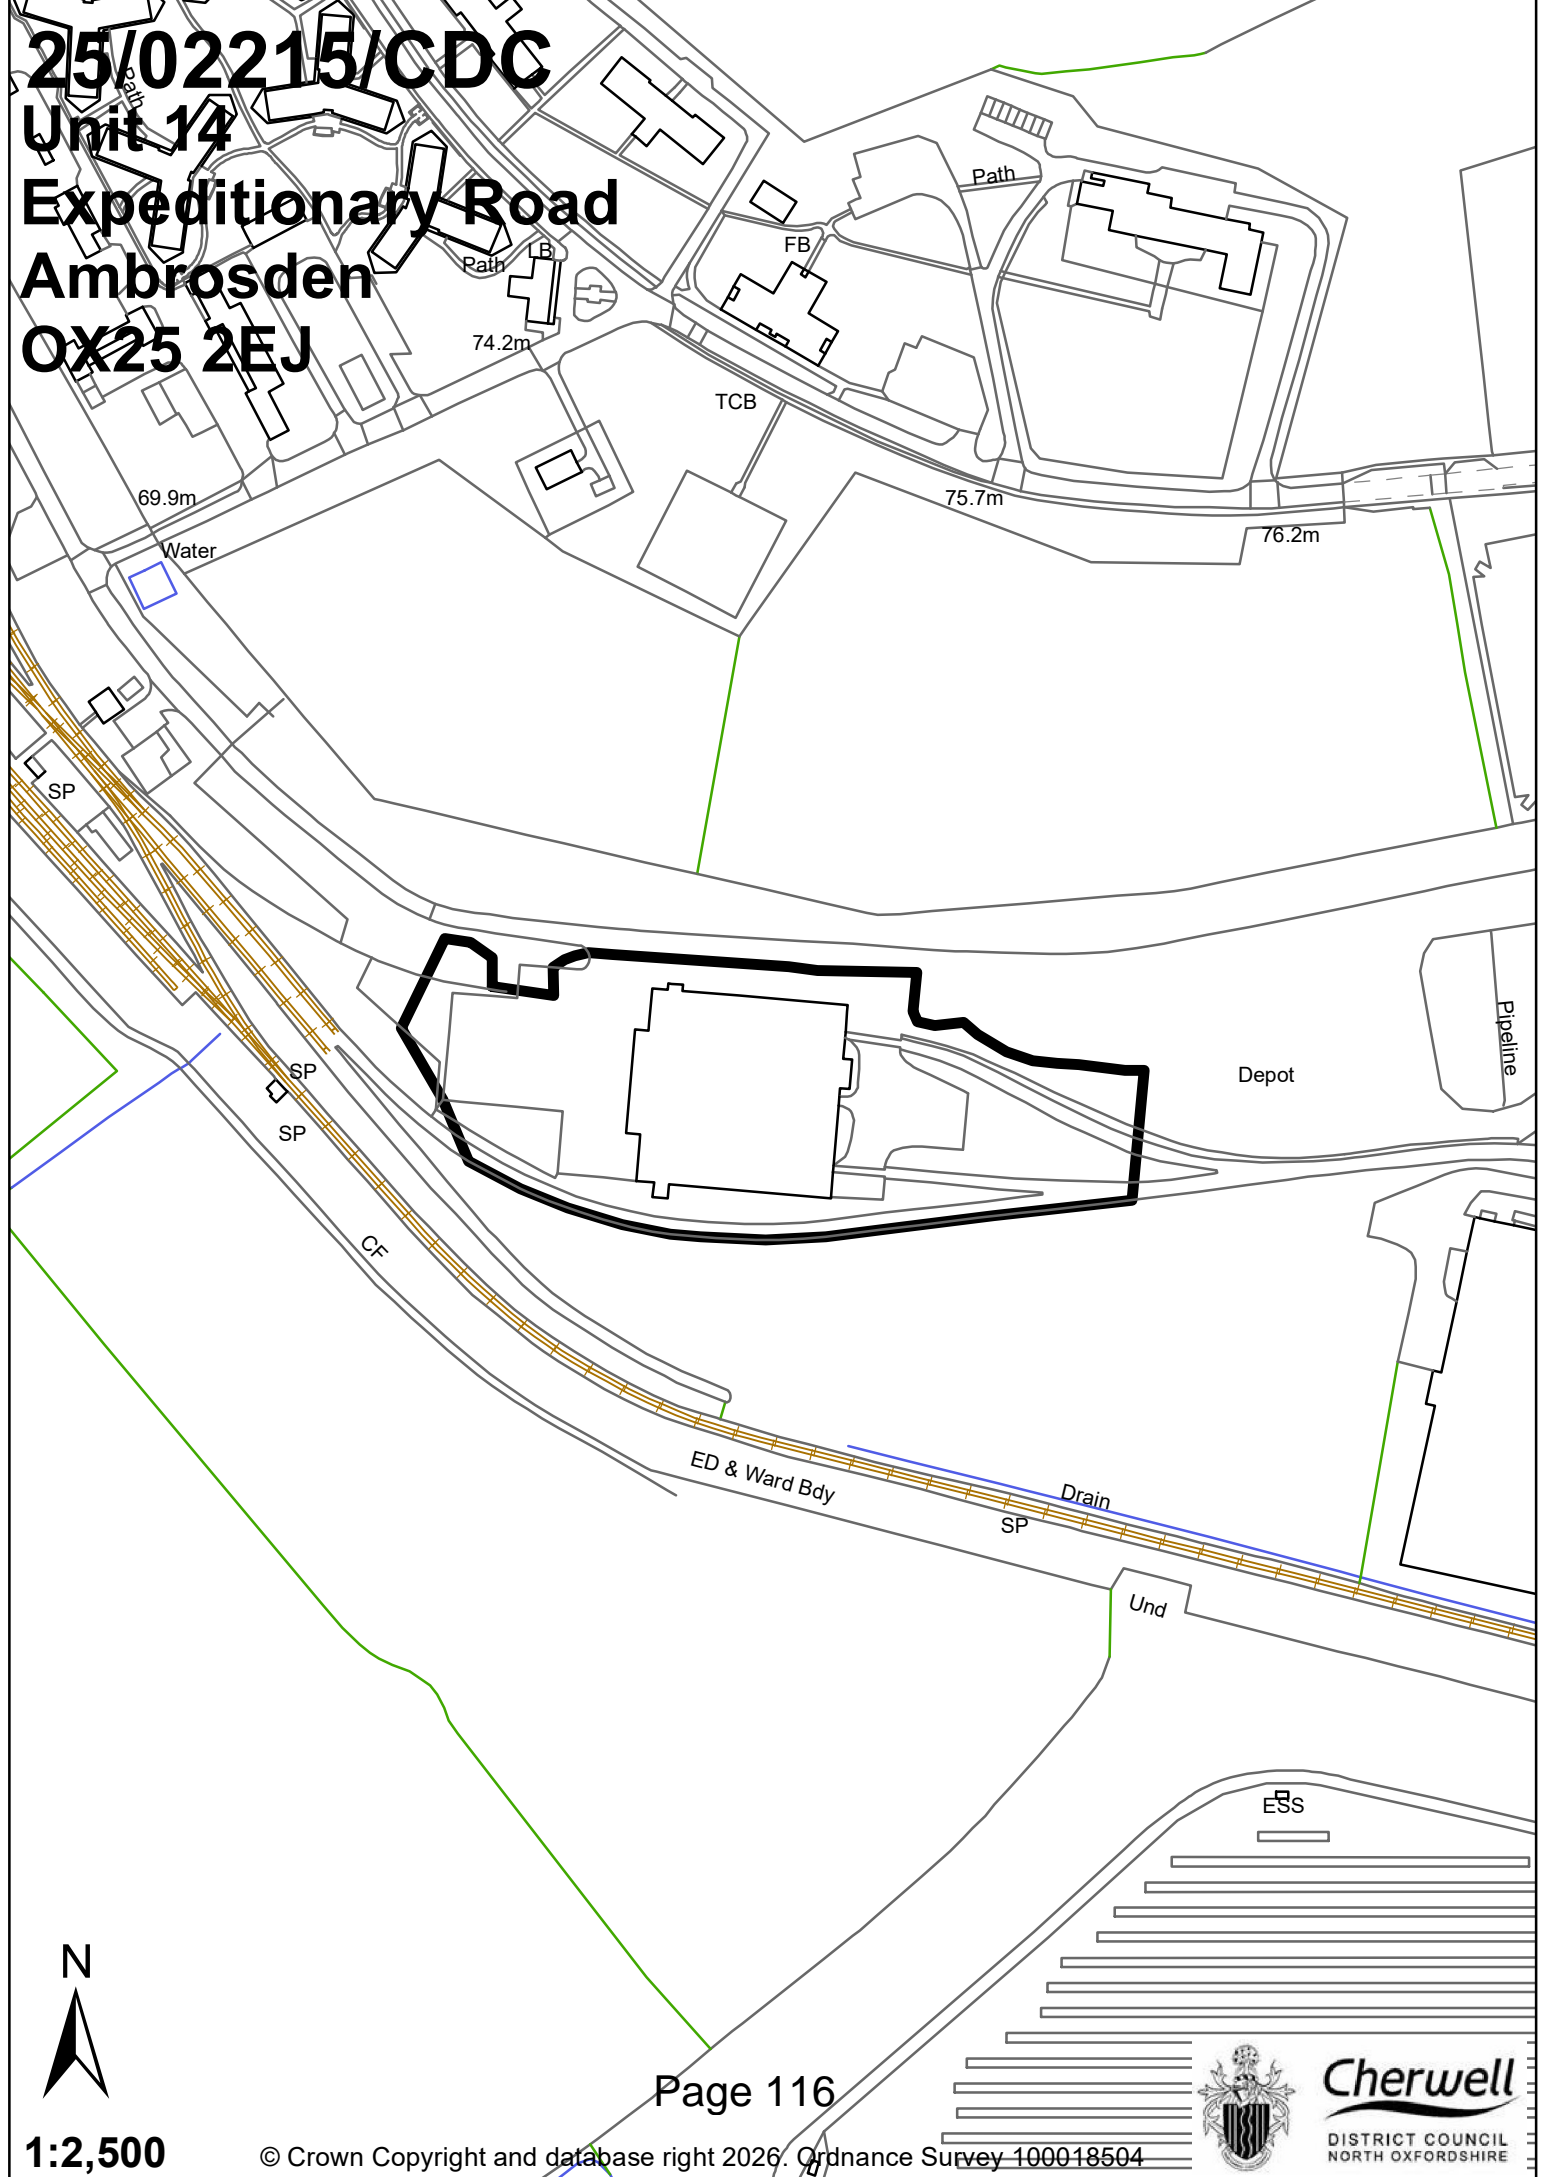 25/02215/CDC
Unit 14
Expeditionary Road
Ambrosden
OX25 2EJ
Path
Path
LB
Path
FB
74.2m
TCB
69.9m
75.7m
76.2m
Water
SP
Pipeline
Depot
SP
SP
CF
ED & Ward Bdy
Drain
SP
Und
ESS
N
1:2,500
Page 116
© Crown Copyright and database right 2026. Ordnance Survey 100018504
Cherwell
DISTRICT COUNCIL
NORTH OXFORDSHIRE